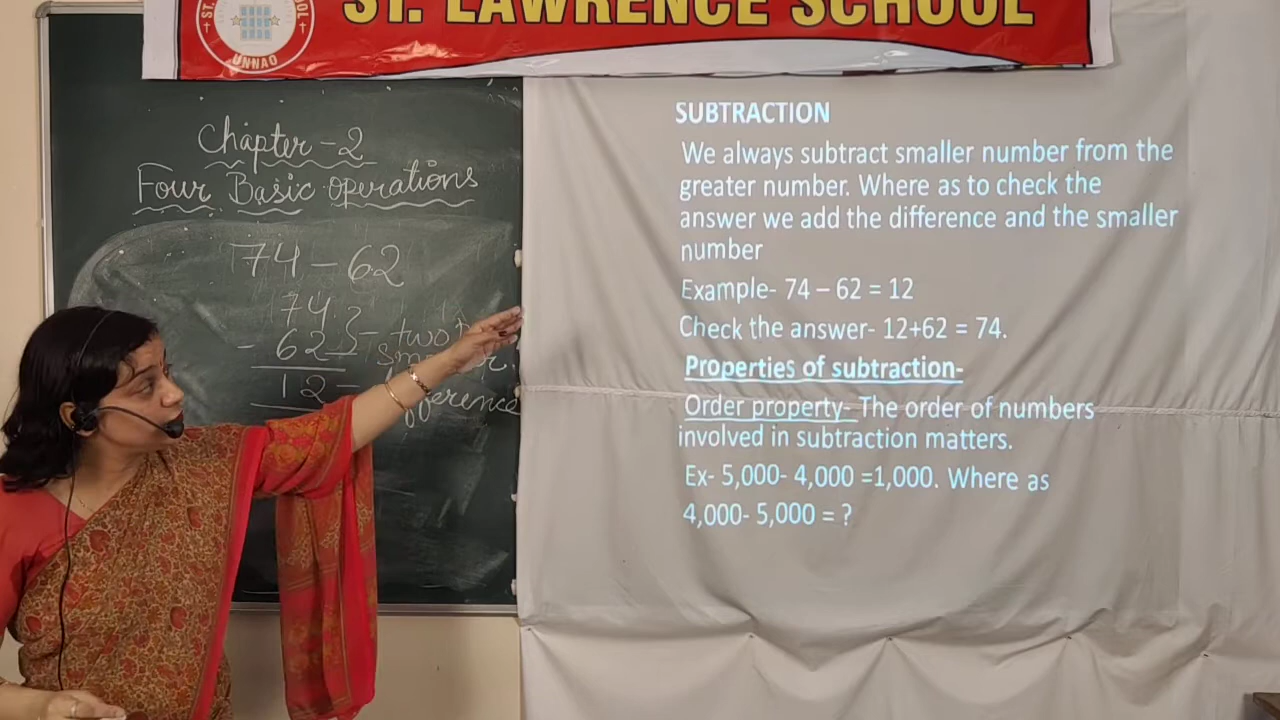 ST. LAWRENCE SCHOOL
UNNAO
Chapter -2
Four Basic Operations
74 - 62
74
- 62 - two
12 -
SUBTRACTION
We always subtract smaller number from the
greater number. Where as to check the
answer we add the difference and the smaller
number
Example- 74 – 62 = 12
Check the answer- 12+62 = 74.
Properties of subtraction-
Order property- The order of numbers
involved in subtraction matters.
Ex- 5,000- 4,000 =1,000. Where as
4,000- 5,000 = ?